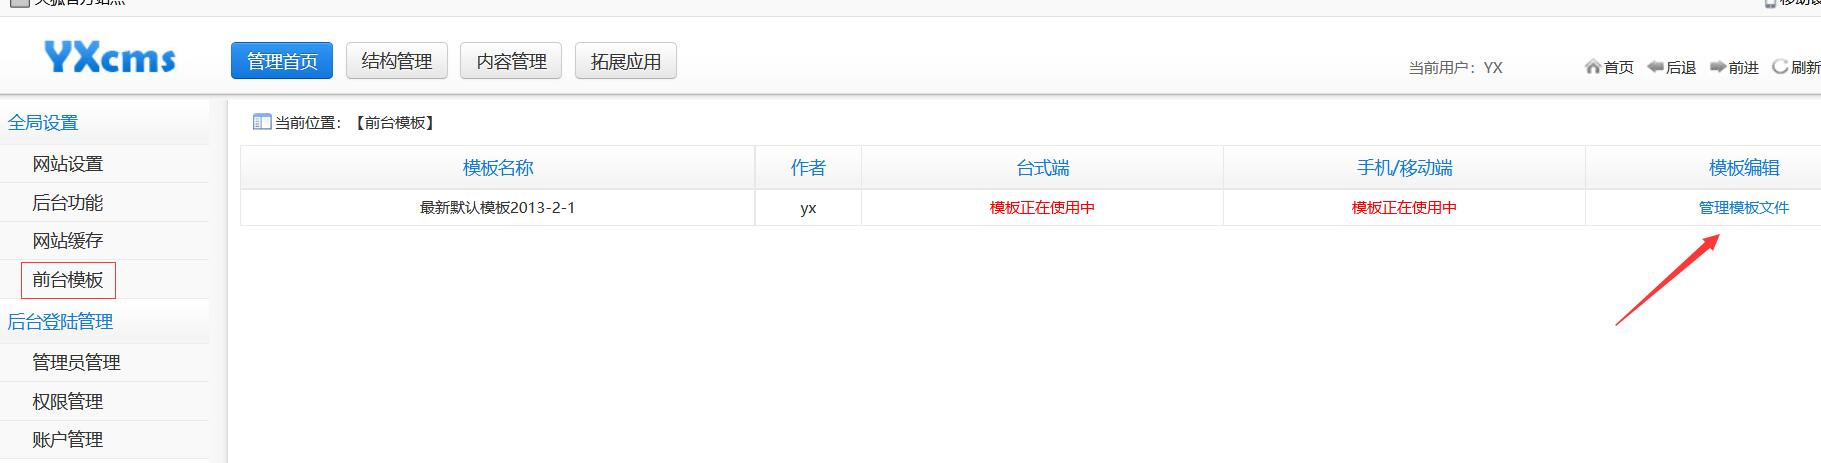 YXcms
管理首页 结构管理 内容管理 拓展应用
当前用户：YX 首页 后退 前进 刷新
全局设置
网站设置
后台功能
网站缓存
前台模板
后台登陆管理
管理员管理
权限管理
账户管理
当前位置：【前台模板】
模板名称 作者 台式端 手机/移动端 模板编辑
最新默认模板2013-2-1 yx 模板正在使用中 模板正在使用中 管理模板文件